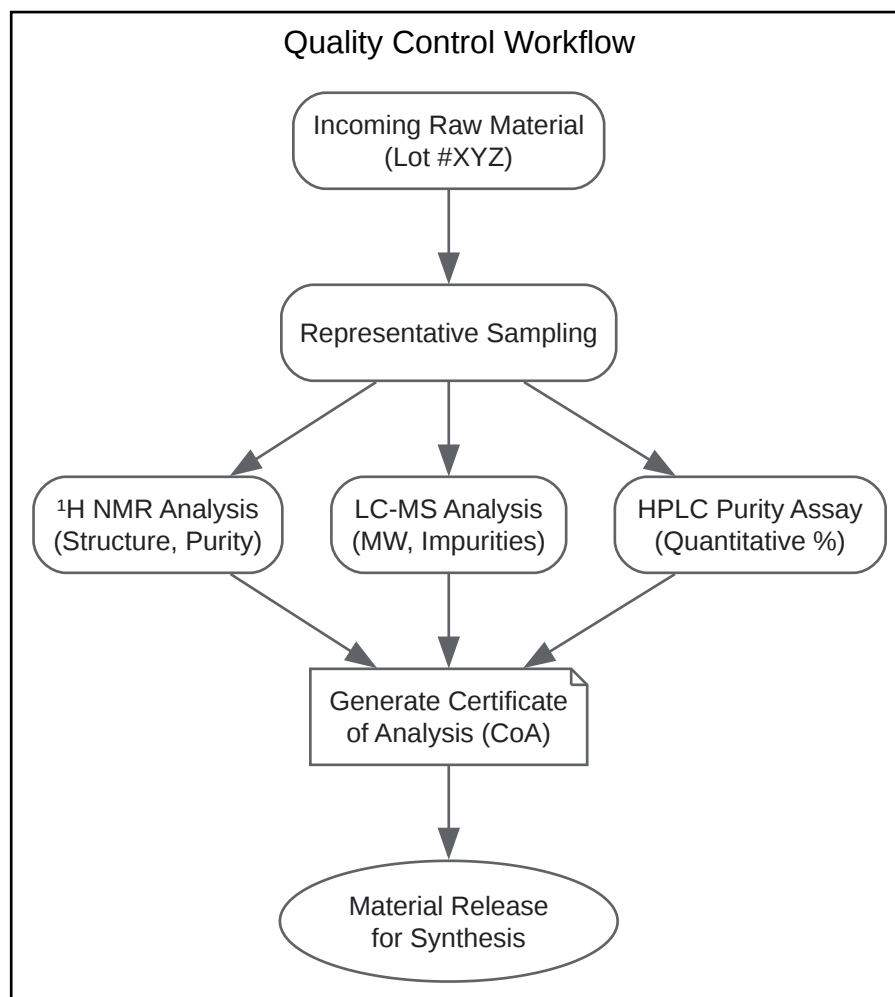 Quality Control Workflow
Incoming Raw Material
(Lot #XYZ)
Representative Sampling
¹H NMR Analysis
(Structure, Purity)
LC-MS Analysis
(MW, Impurities)
HPLC Purity Assay
(Quantitative %)
Generate Certificate
of Analysis (CoA)
Material Release
for Synthesis